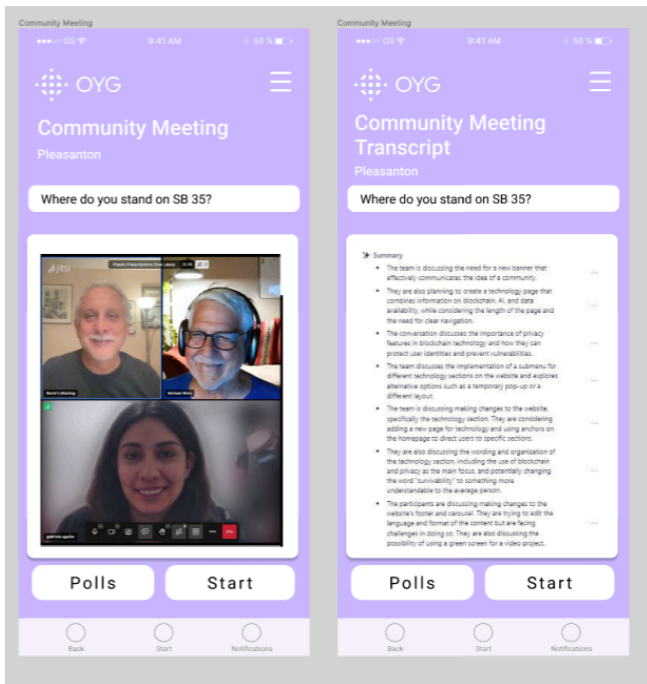 Community Meeting
GS 9:41 AM 58 %
OYG
Community Meeting
Pleasanton
Where do you stand on SB 35?
jitsi
Polls Start
Back Start Notifications
Community Meeting
GS 9:41 AM 58 %
OYG
Community Meeting
Transcript
Pleasanton
Where do you stand on SB 35?
Summary
The team is discussing the need for a new banner that
effectively communicates the idea of a community.
They are also planning to create a technology page that
combines information on blockchain, AI, and data
availability, while considering the length of the page and
the need for clear navigation.
The conversation discusses the importance of privacy
features in blockchain technology and how they can
protect user identities and prevent vulnerabilities.
The team discusses the implementation of a submenu for
different technology sections on the website and explores
alternative options such as a temporary pop-up or a
different layout.
The team is discussing making changes to the website,
specifically the technology section. They are considering
adding a new page for technology and using anchors on
the homepage to direct users to specific sections.
They are also discussing the wording and organization of
the technology section, including the use of blockchain
and privacy as the main focus, and potentially changing
the word "survivability" to something more
understandable to the average person.
The participants are discussing making changes to the
website's footer and carousel. They are trying to edit the
language and format of the content but are facing
challenges in doing so. They are also discussing the
possibility of using a green screen for a video project.
Polls Start
Back Start Notifications